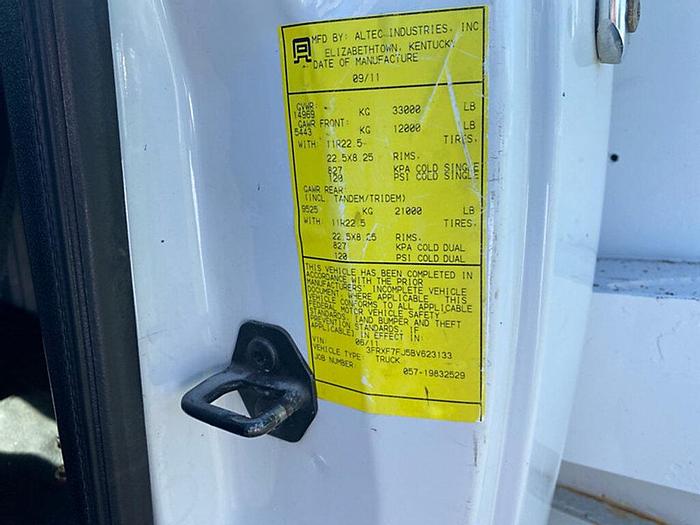 MFD BY: ALTEC INDUSTRIES, INC
ELIZABETHTOWN, KENTUCKY
DATE OF MANUFACTURE
09/11
GVWR:
14969 KG 33000 LB
GAWR FRONT:
5443 KG 12000 LB
WITH: 11R22.5 TIRES,
22.5X8.25 RIMS,
827 KPA COLD SINGLE
120 PSI COLD SINGLE
GAWR REAR
(INCL. TANDEM/TRIDEM)
9525 KG 21000 LB
WITH: 11R22.5 TIRES,
22.5X8.25 RIMS,
827 KPA COLD DUAL
120 PSI COLD DUAL
THIS VEHICLE HAS BEEN COMPLETED IN
ACCORDANCE WITH THE PRIOR
MANUFACTURERS' INCOMPLETE VEHICLE
DOCUMENT, WHERE APPLICABLE. THIS
VEHICLE CONFORMS TO ALL APPLICABLE
FEDERAL MOTOR VEHICLE SAFETY
STANDARDS, [AND BUMPER AND THEFT
PREVENTION STANDARDS, IF
APPLICABLE] IN EFFECT IN:
06/11
VIN: 3FRXF7FJ5BV623133
VEHICLE TYPE: TRUCK
JOB NUMBER: 057-19832529